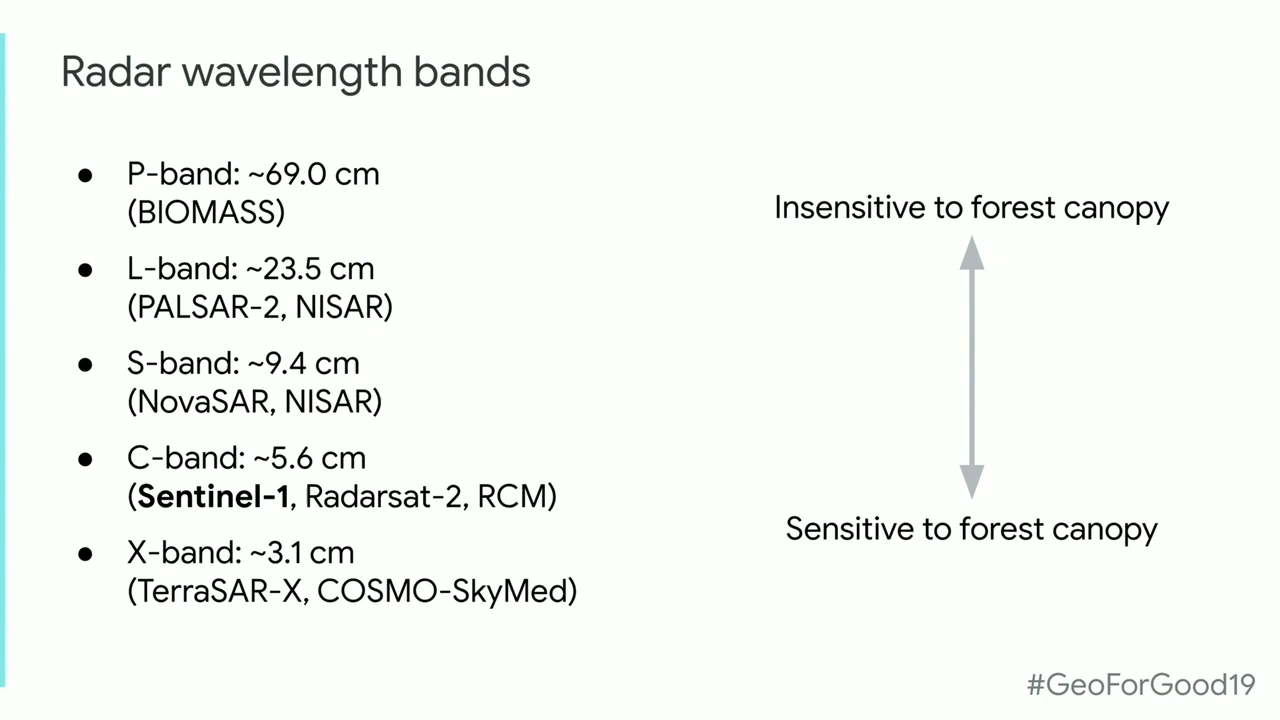 Radar wavelength bands
● P-band: ~69.0 cm
(BIOMASS)
● L-band: ~23.5 cm
(PALSAR-2, NISAR)
● S-band: ~9.4 cm
(NovaSAR, NISAR)
● C-band: ~5.6 cm
(Sentinel-1, Radarsat-2, RCM)
● X-band: ~3.1 cm
(TerraSAR-X, COSMO-SkyMed)
Insensitive to forest canopy
Sensitive to forest canopy
#GeoForGood19